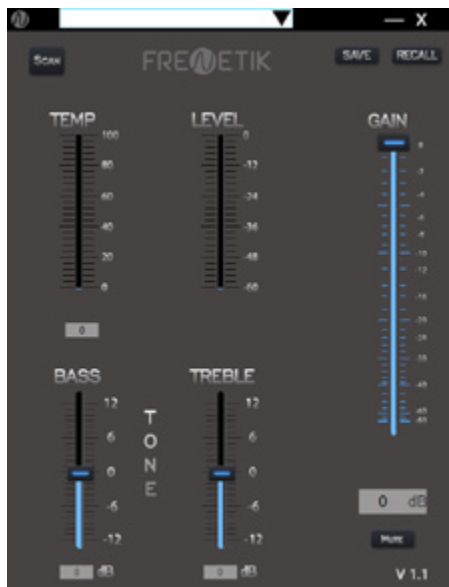 X
SCAN
FRENETIK
SAVE RECALL
TEMP LEVEL GAIN
100 0 0
80 -12
60 -24
40 -36
20 -48
0 -60
0
BASS TREBLE
12 12
6 6
0 0
-6 -6
-12 -12
TONE
0 dB
0 dB
0 dB
MUTE
V 1.1